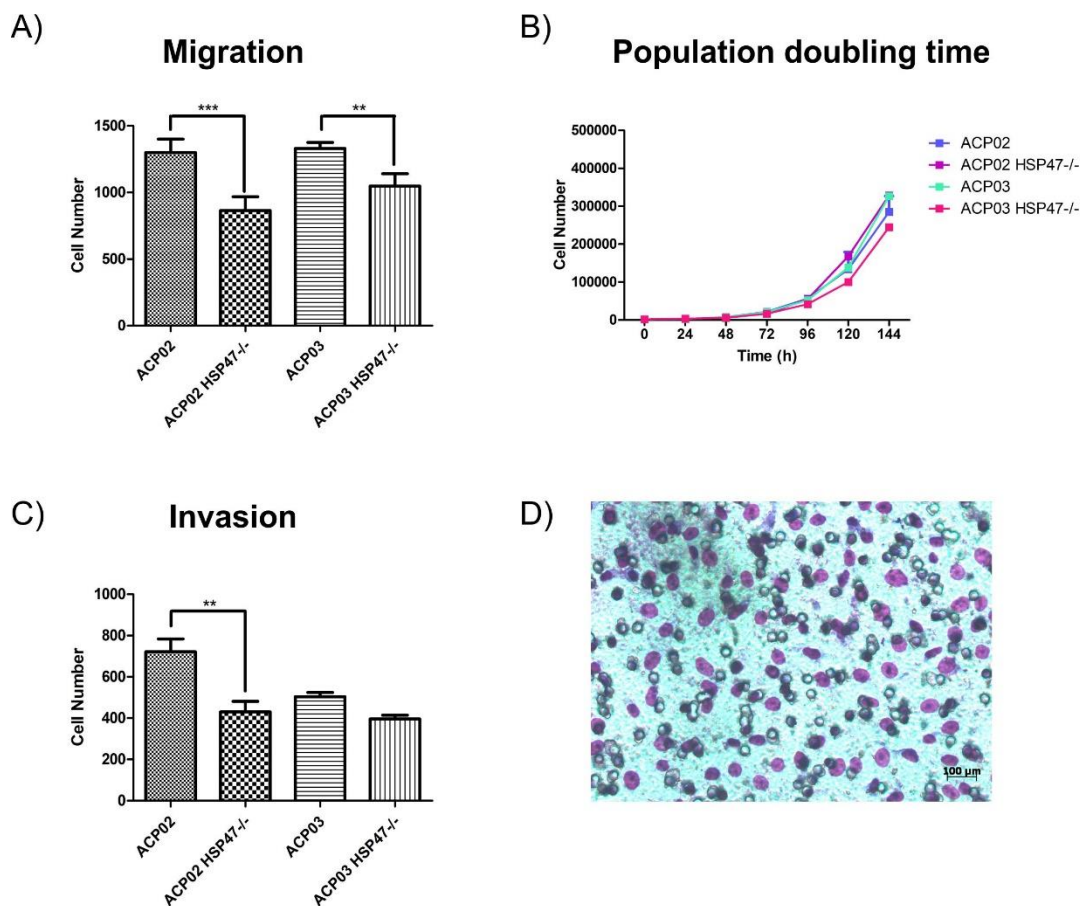 A)
Migration
***
**
1500
1000
500
0
Cell Number
ACP02
ACP02 HSP47-/-
ACP03
ACP03 HSP47-/-
B)
Population doubling time
500000
400000
300000
200000
100000
0
Cell Number
0 24 48 72 96 120 144
Time (h)
ACP02
ACP02 HSP47-/-
ACP03
ACP03 HSP47-/-
C)
Invasion
**
1000
800
600
400
200
0
Cell Number
ACP02
ACP02 HSP47-/-
ACP03
ACP03 HSP47-/-
D)
100 µm